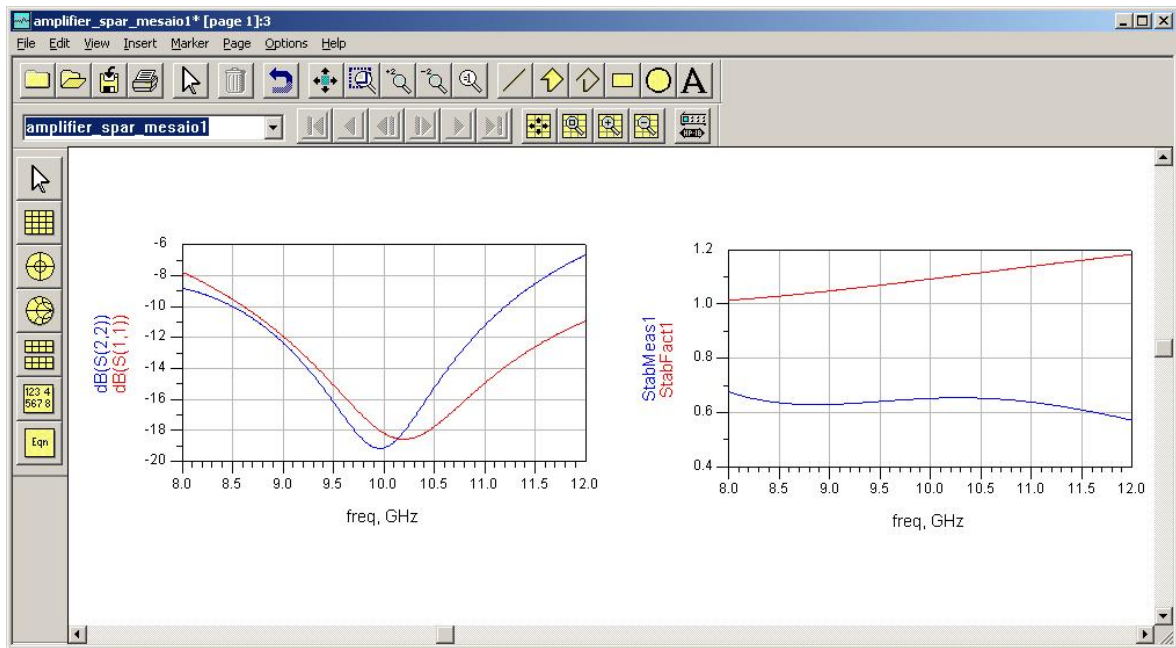 amplifier_spar_mesaio1* [page 1]:3
File Edit View Insert Marker Page Options Help
+2 -2 =1 A
amplifier_spar_mesaio1
123 4
567 8
Eqn
dB(S(2,2))
dB(S(1,1))
-6
-8
-10
-12
-14
-16
-18
-20
8.0 8.5 9.0 9.5 10.0 10.5 11.0 11.5 12.0
freq, GHz
StabMeas1
StabFact1
1.2
1.0
0.8
0.6
0.4
8.0 8.5 9.0 9.5 10.0 10.5 11.0 11.5 12.0
freq, GHz